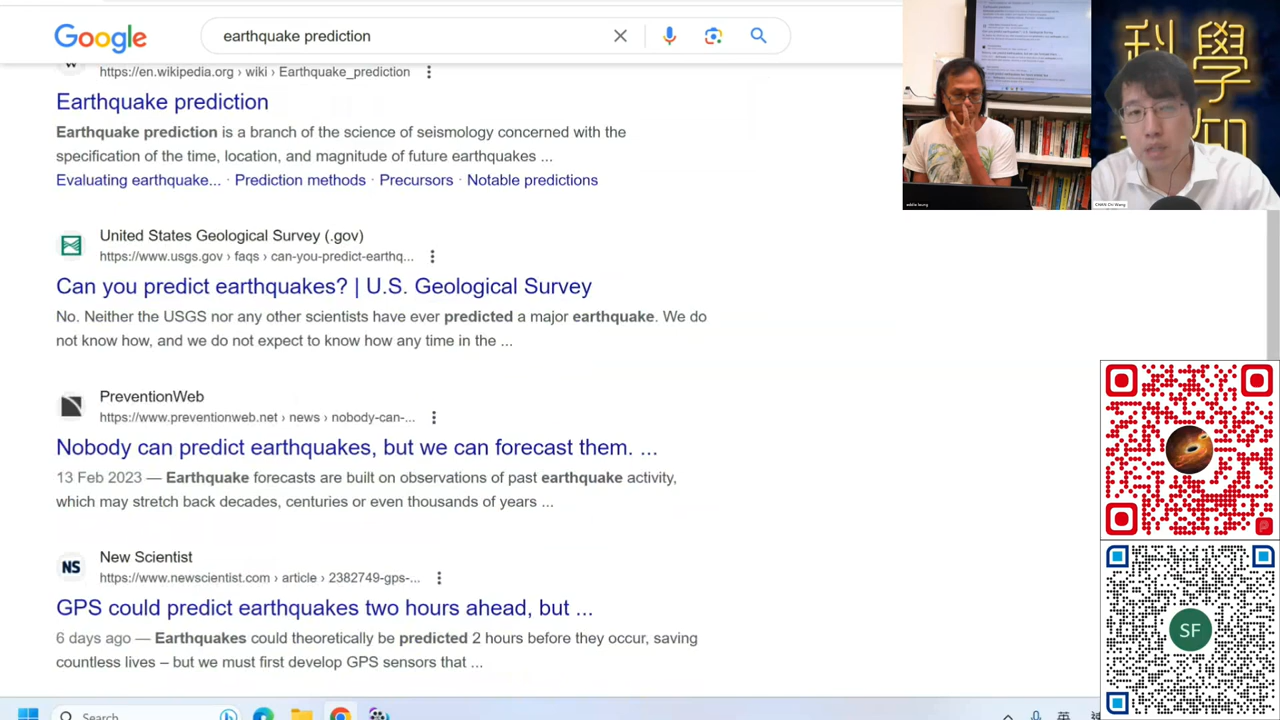 Google
earthquake prediction
https://en.wikipedia.org › wiki › Earthquake_prediction
Earthquake prediction
Earthquake prediction is a branch of the science of seismology concerned with the
specification of the time, location, and magnitude of future earthquakes ...
Evaluating earthquake... · Prediction methods · Precursors · Notable predictions
United States Geological Survey (.gov)
https://www.usgs.gov › faqs › can-you-predict-earthq...
Can you predict earthquakes? | U.S. Geological Survey
No. Neither the USGS nor any other scientists have ever predicted a major earthquake. We do
not know how, and we do not expect to know how any time in the ...
PreventionWeb
https://www.preventionweb.net › news › nobody-can-...
Nobody can predict earthquakes, but we can forecast them. ...
13 Feb 2023 — Earthquake forecasts are built on observations of past earthquake activity,
which may stretch back decades, centuries or even thousands of years. ...
NS
New Scientist
https://www.newscientist.com › article › 2382749-gps-...
GPS could predict earthquakes two hours ahead, but ...
6 days ago — Earthquakes could theoretically be predicted 2 hours before they occur, saving
countless lives – but we must first develop GPS sensors that ...
Search
英
科學
知
eddie leung
CHAN Chi Wang
SF